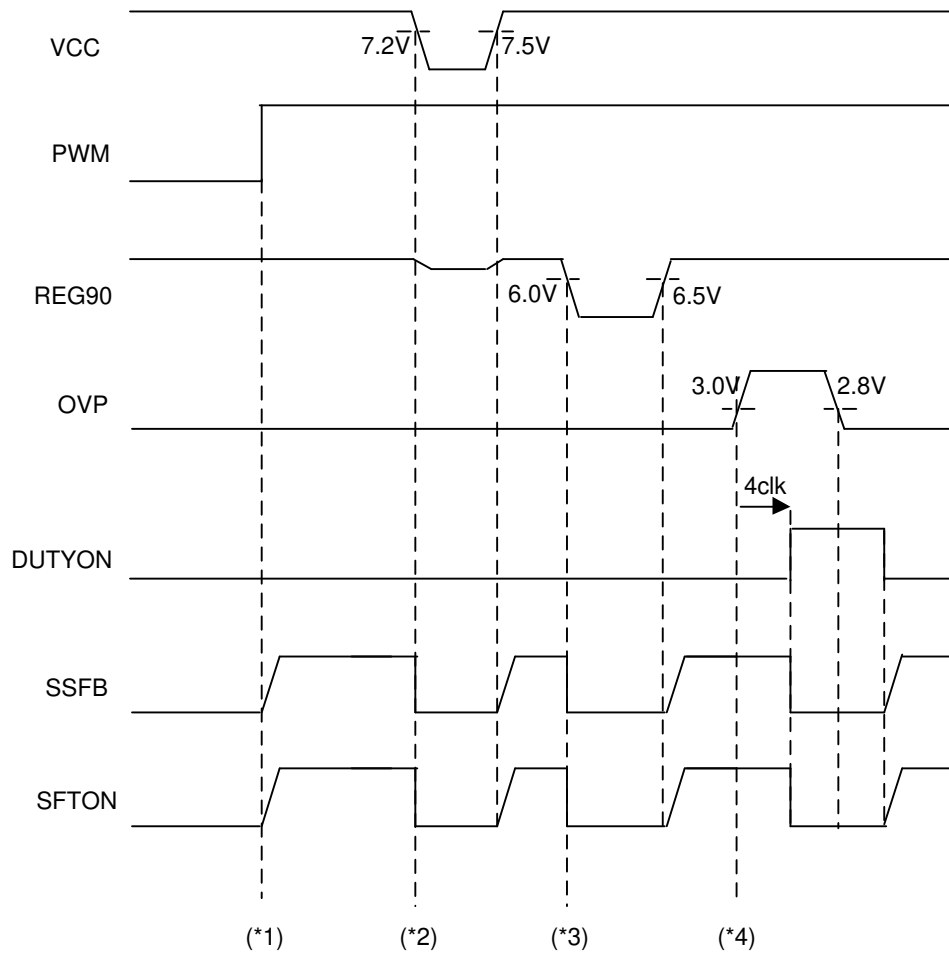 VCC
7.2V 7.5V
PWM
REG90
6.0V 6.5V
OVP
3.0V 2.8V
4clk
DUTYON
SSFB
SFTON
(*1) (*2) (*3) (*4)